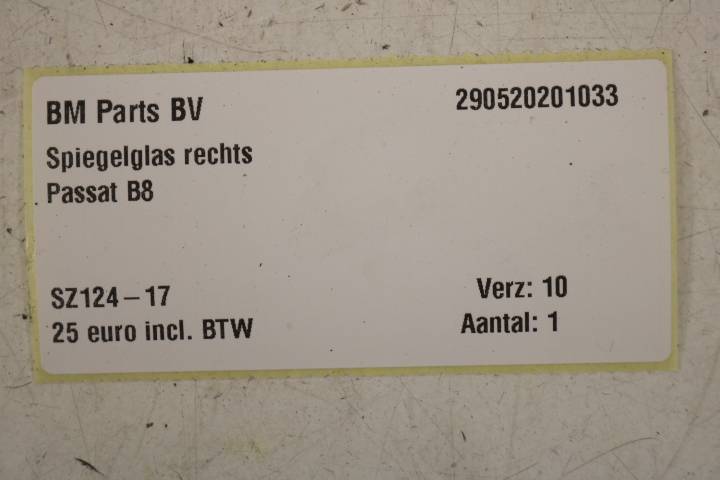 BM Parts BV
290520201033
Spiegelglas rechts
Passat B8
SZ124-17
Verz: 10
25 euro incl. BTW
Aantal: 1